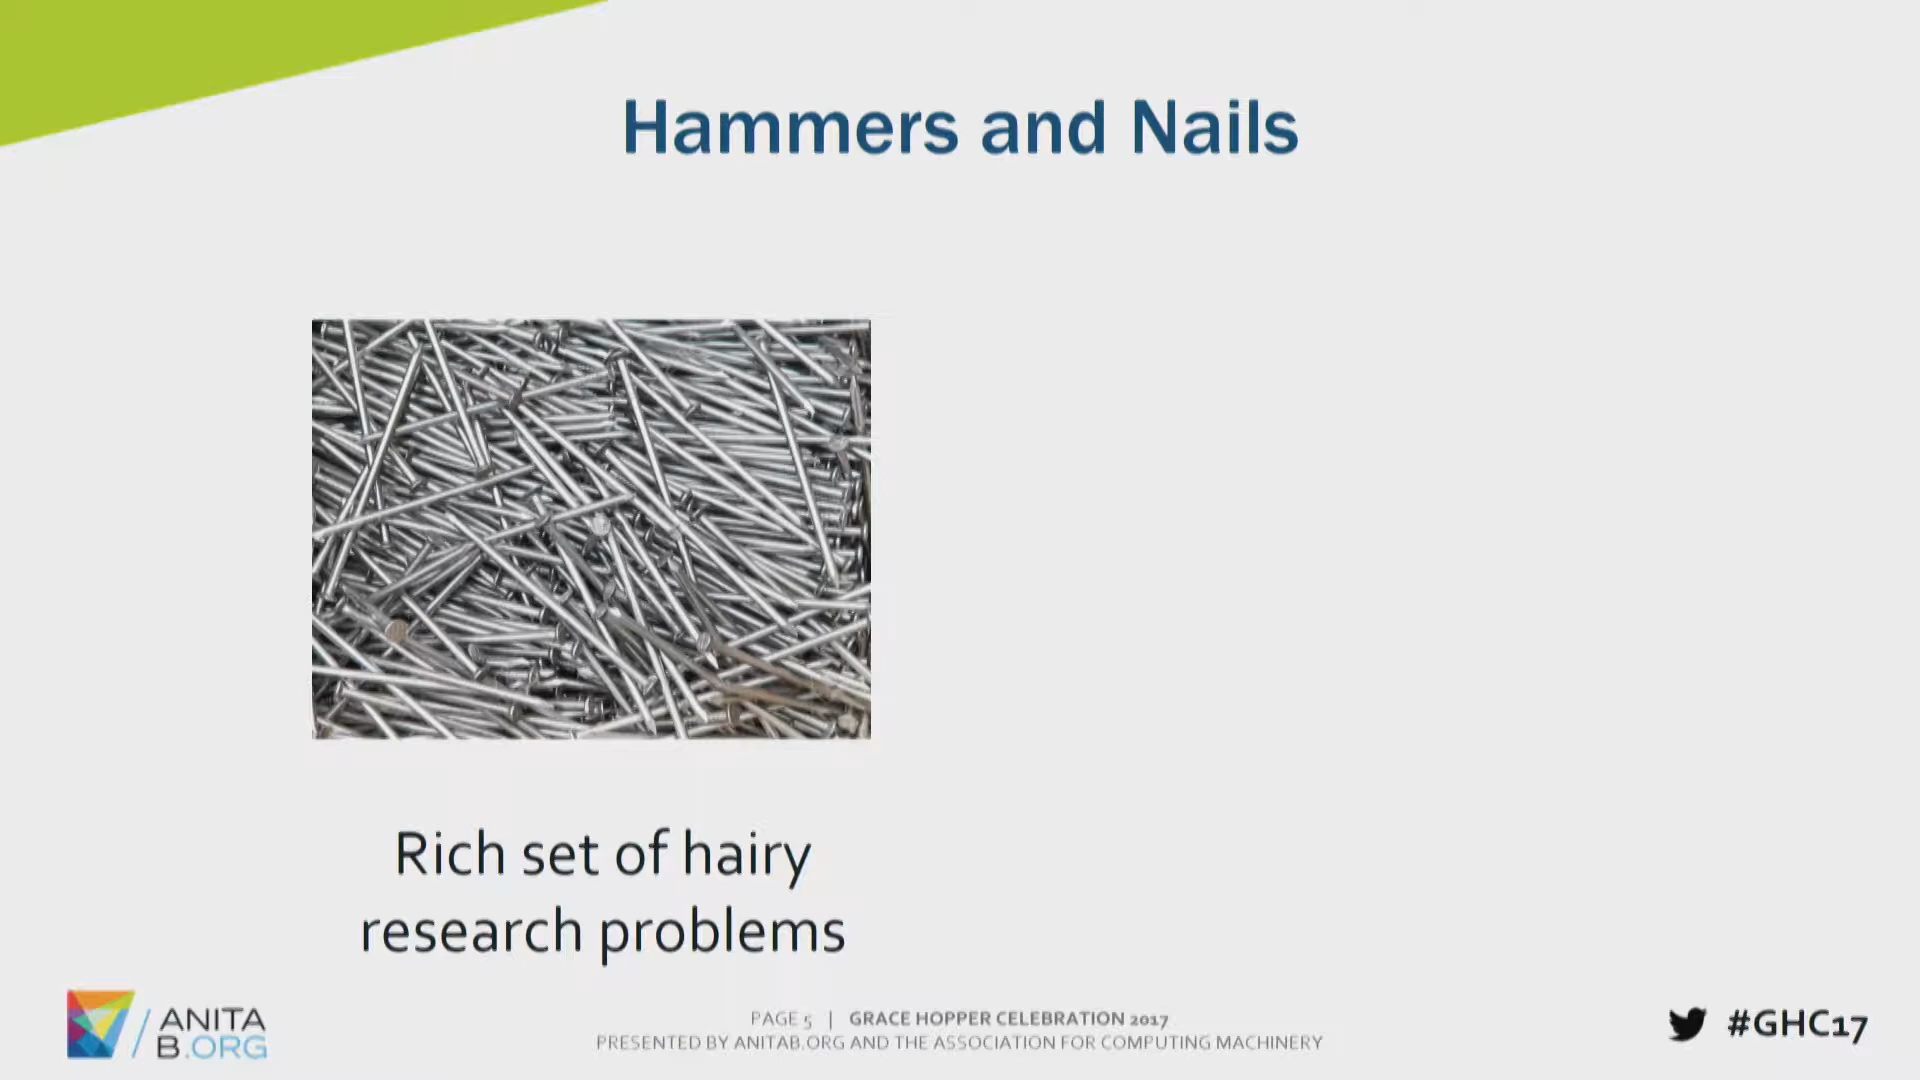 Hammers and Nails
Rich set of hairy
research problems
ANITA
B.ORG
PAGE 5 | GRACE HOPPER CELEBRATION 2017
PRESENTED BY ANITAB.ORG AND THE ASSOCIATION FOR COMPUTING MACHINERY
#GHC17